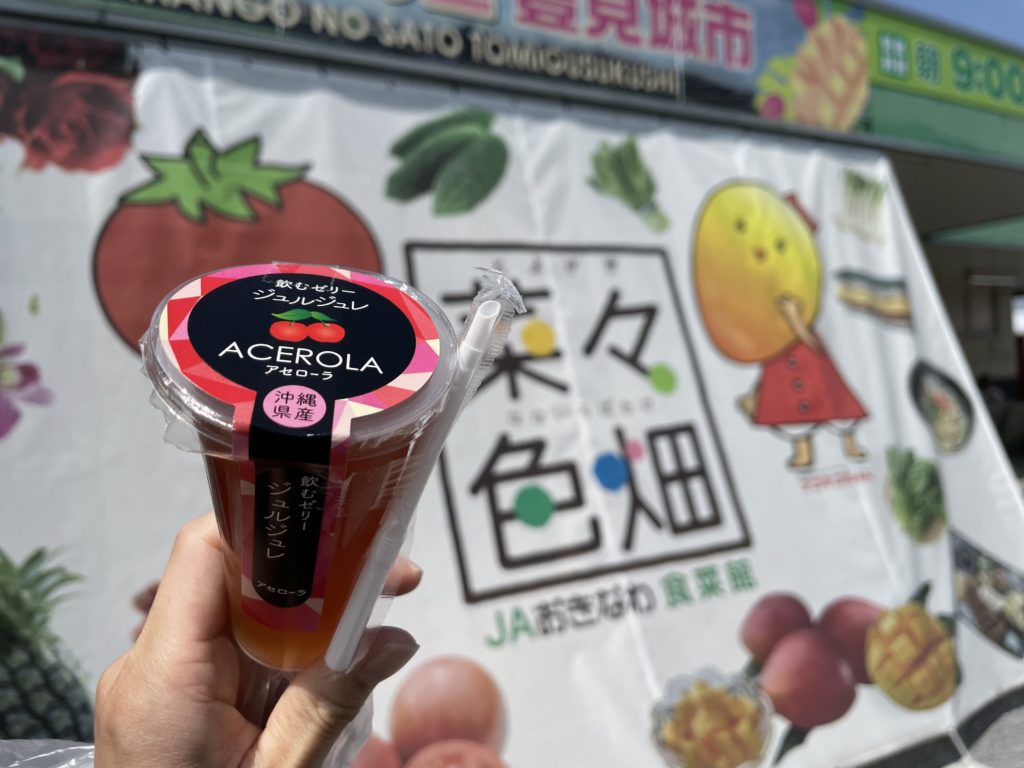 豊見城市
MANGO NO SATO TOMIGUSUKUSHI
朝 9:00
飲むゼリー
ジュルジュレ
ACEROLA
アセローラ
沖縄
県産
飲むゼリー
ジュルジュレ
アセローラ
菜々
色畑
JAおきなわ 食菜館